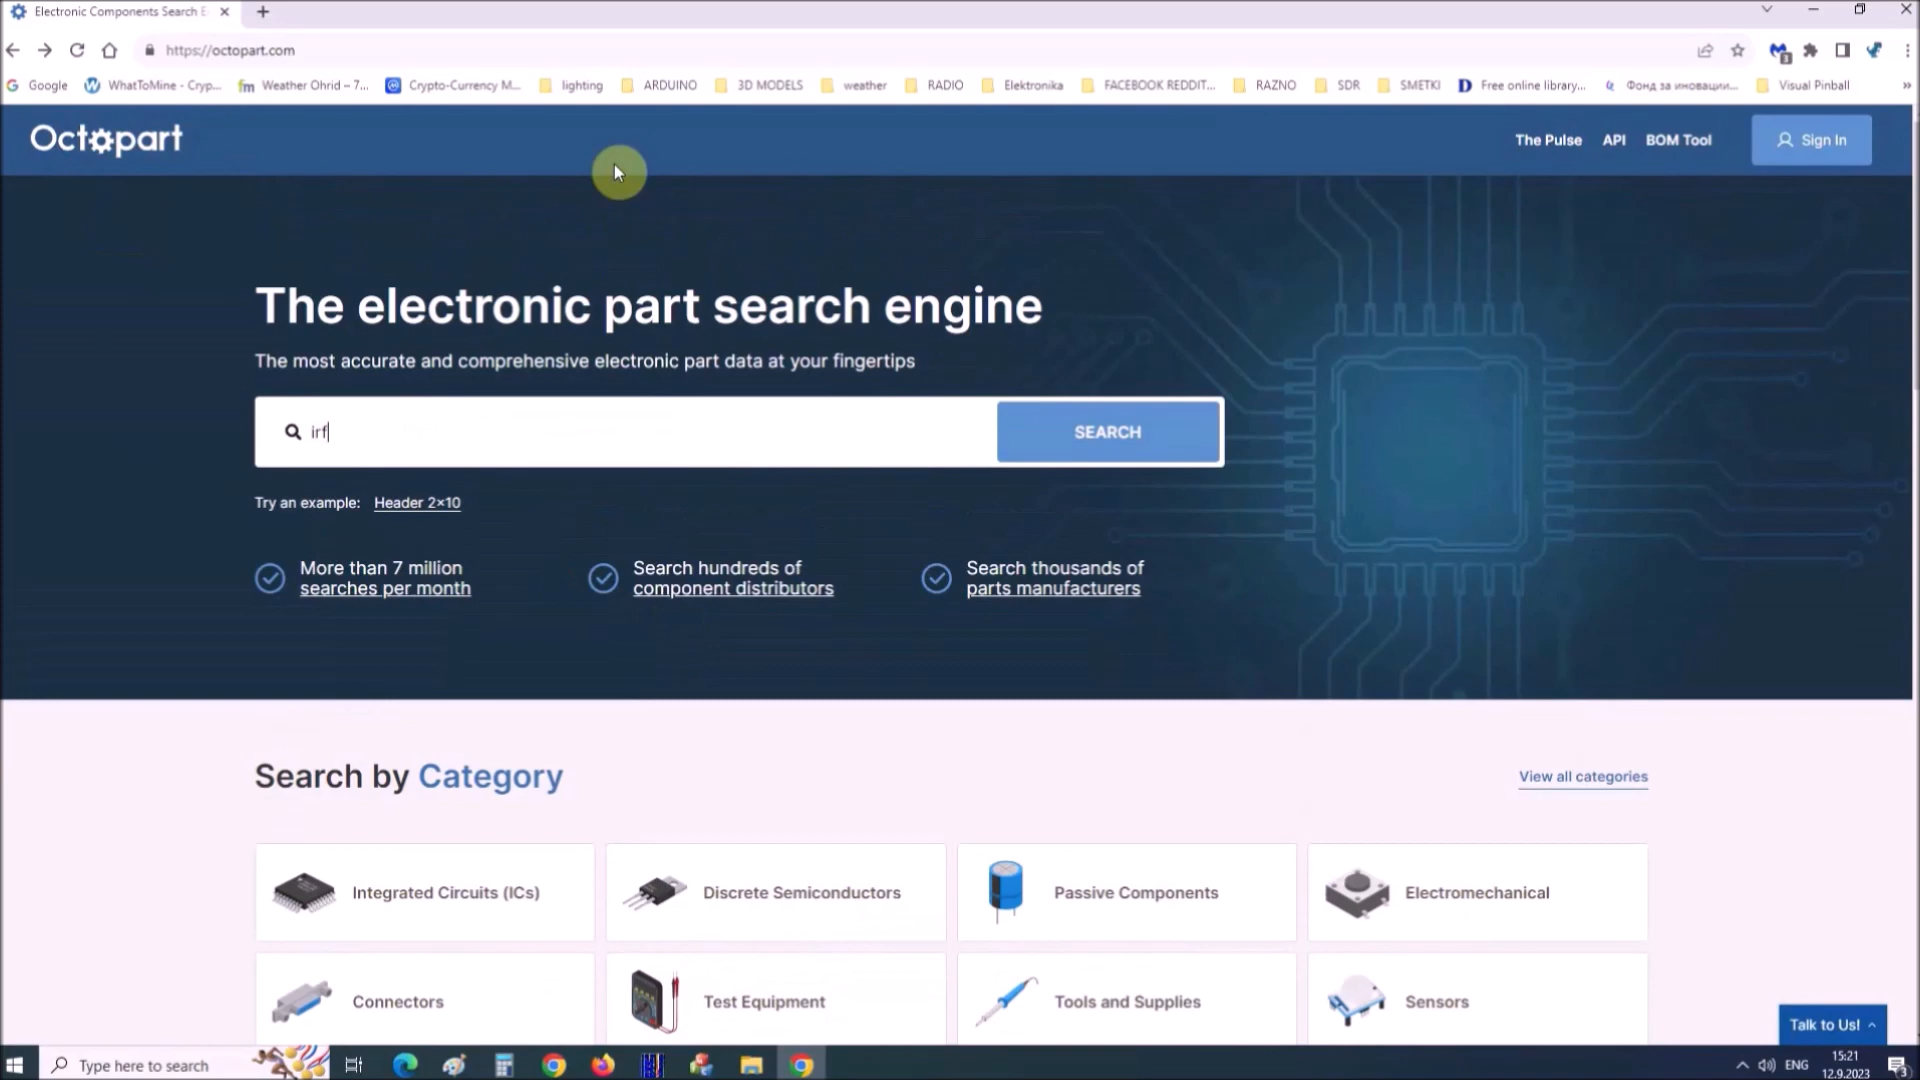 Electronic Components Search E
https://octopart.com
Google
WhatToMine - Cryp...
Weather Ohrid – 7...
Crypto-Currency M...
lighting
ARDUINO
3D MODELS
weather
RADIO
Elektronika
FACEBOOK REDDIT...
RAZNO
SDR
SMETKI
Free online library...
Фонд за иновации...
Visual Pinball
Octopart
The Pulse
API
BOM Tool
Sign In
The electronic part search engine
The most accurate and comprehensive electronic part data at your fingertips
irf
SEARCH
Try an example: Header 2×10
More than 7 million
searches per month
Search hundreds of
component distributors
Search thousands of
parts manufacturers
Search by Category
View all categories
Integrated Circuits (ICs)
Discrete Semiconductors
Passive Components
Electromechanical
Connectors
Test Equipment
Tools and Supplies
Sensors
Talk to Us!
Type here to search
ENG
15:21
12.9.2023
3